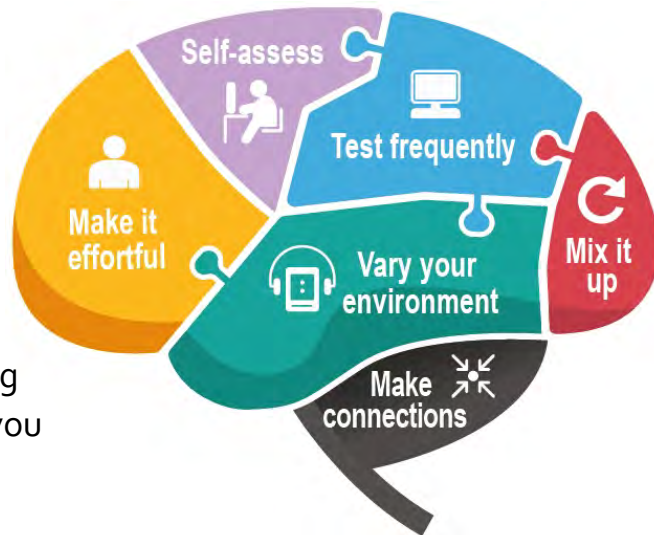 Self-assess
Test frequently
Make it
effortful
Vary your
environment
Mix it
up
Make
connections
g
you